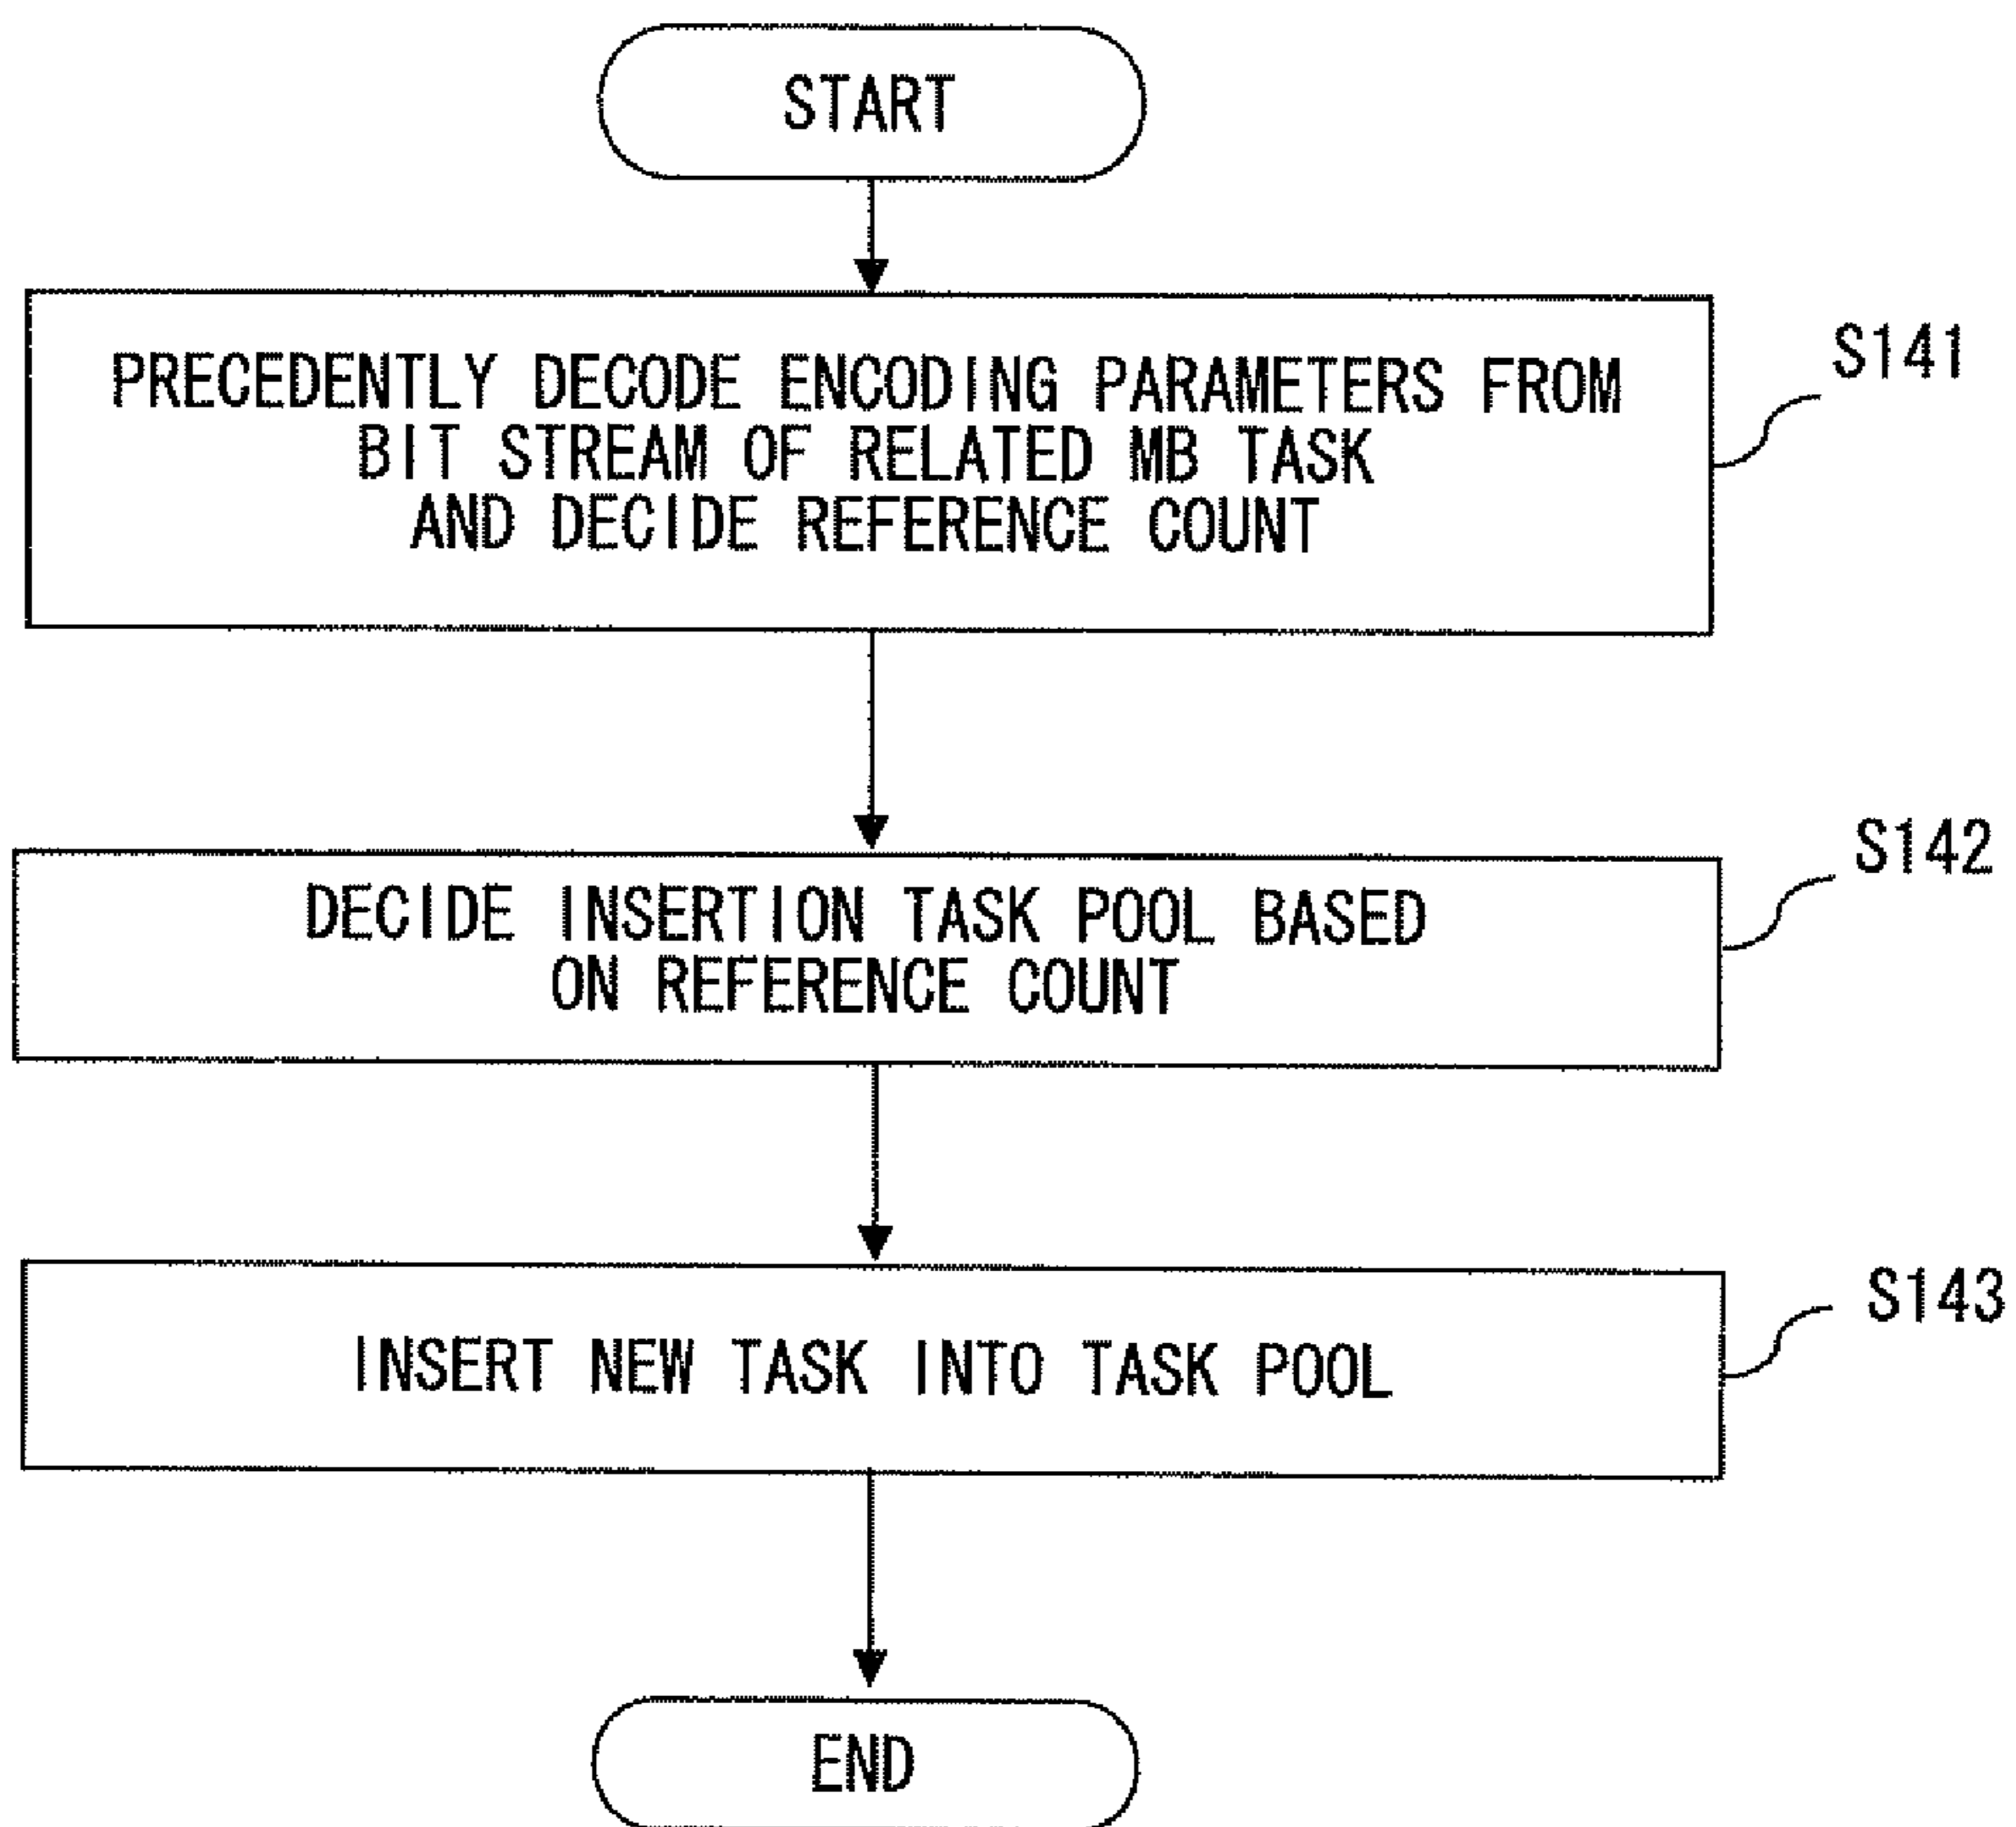 START
PRECEDENTLY DECODE ENCODING PARAMETERS FROM
BIT STREAM OF RELATED MB TASK
AND DECIDE REFERENCE COUNT
S141
DECIDE INSERTION TASK POOL BASED
ON REFERENCE COUNT
S142
INSERT NEW TASK INTO TASK POOL
S143
END